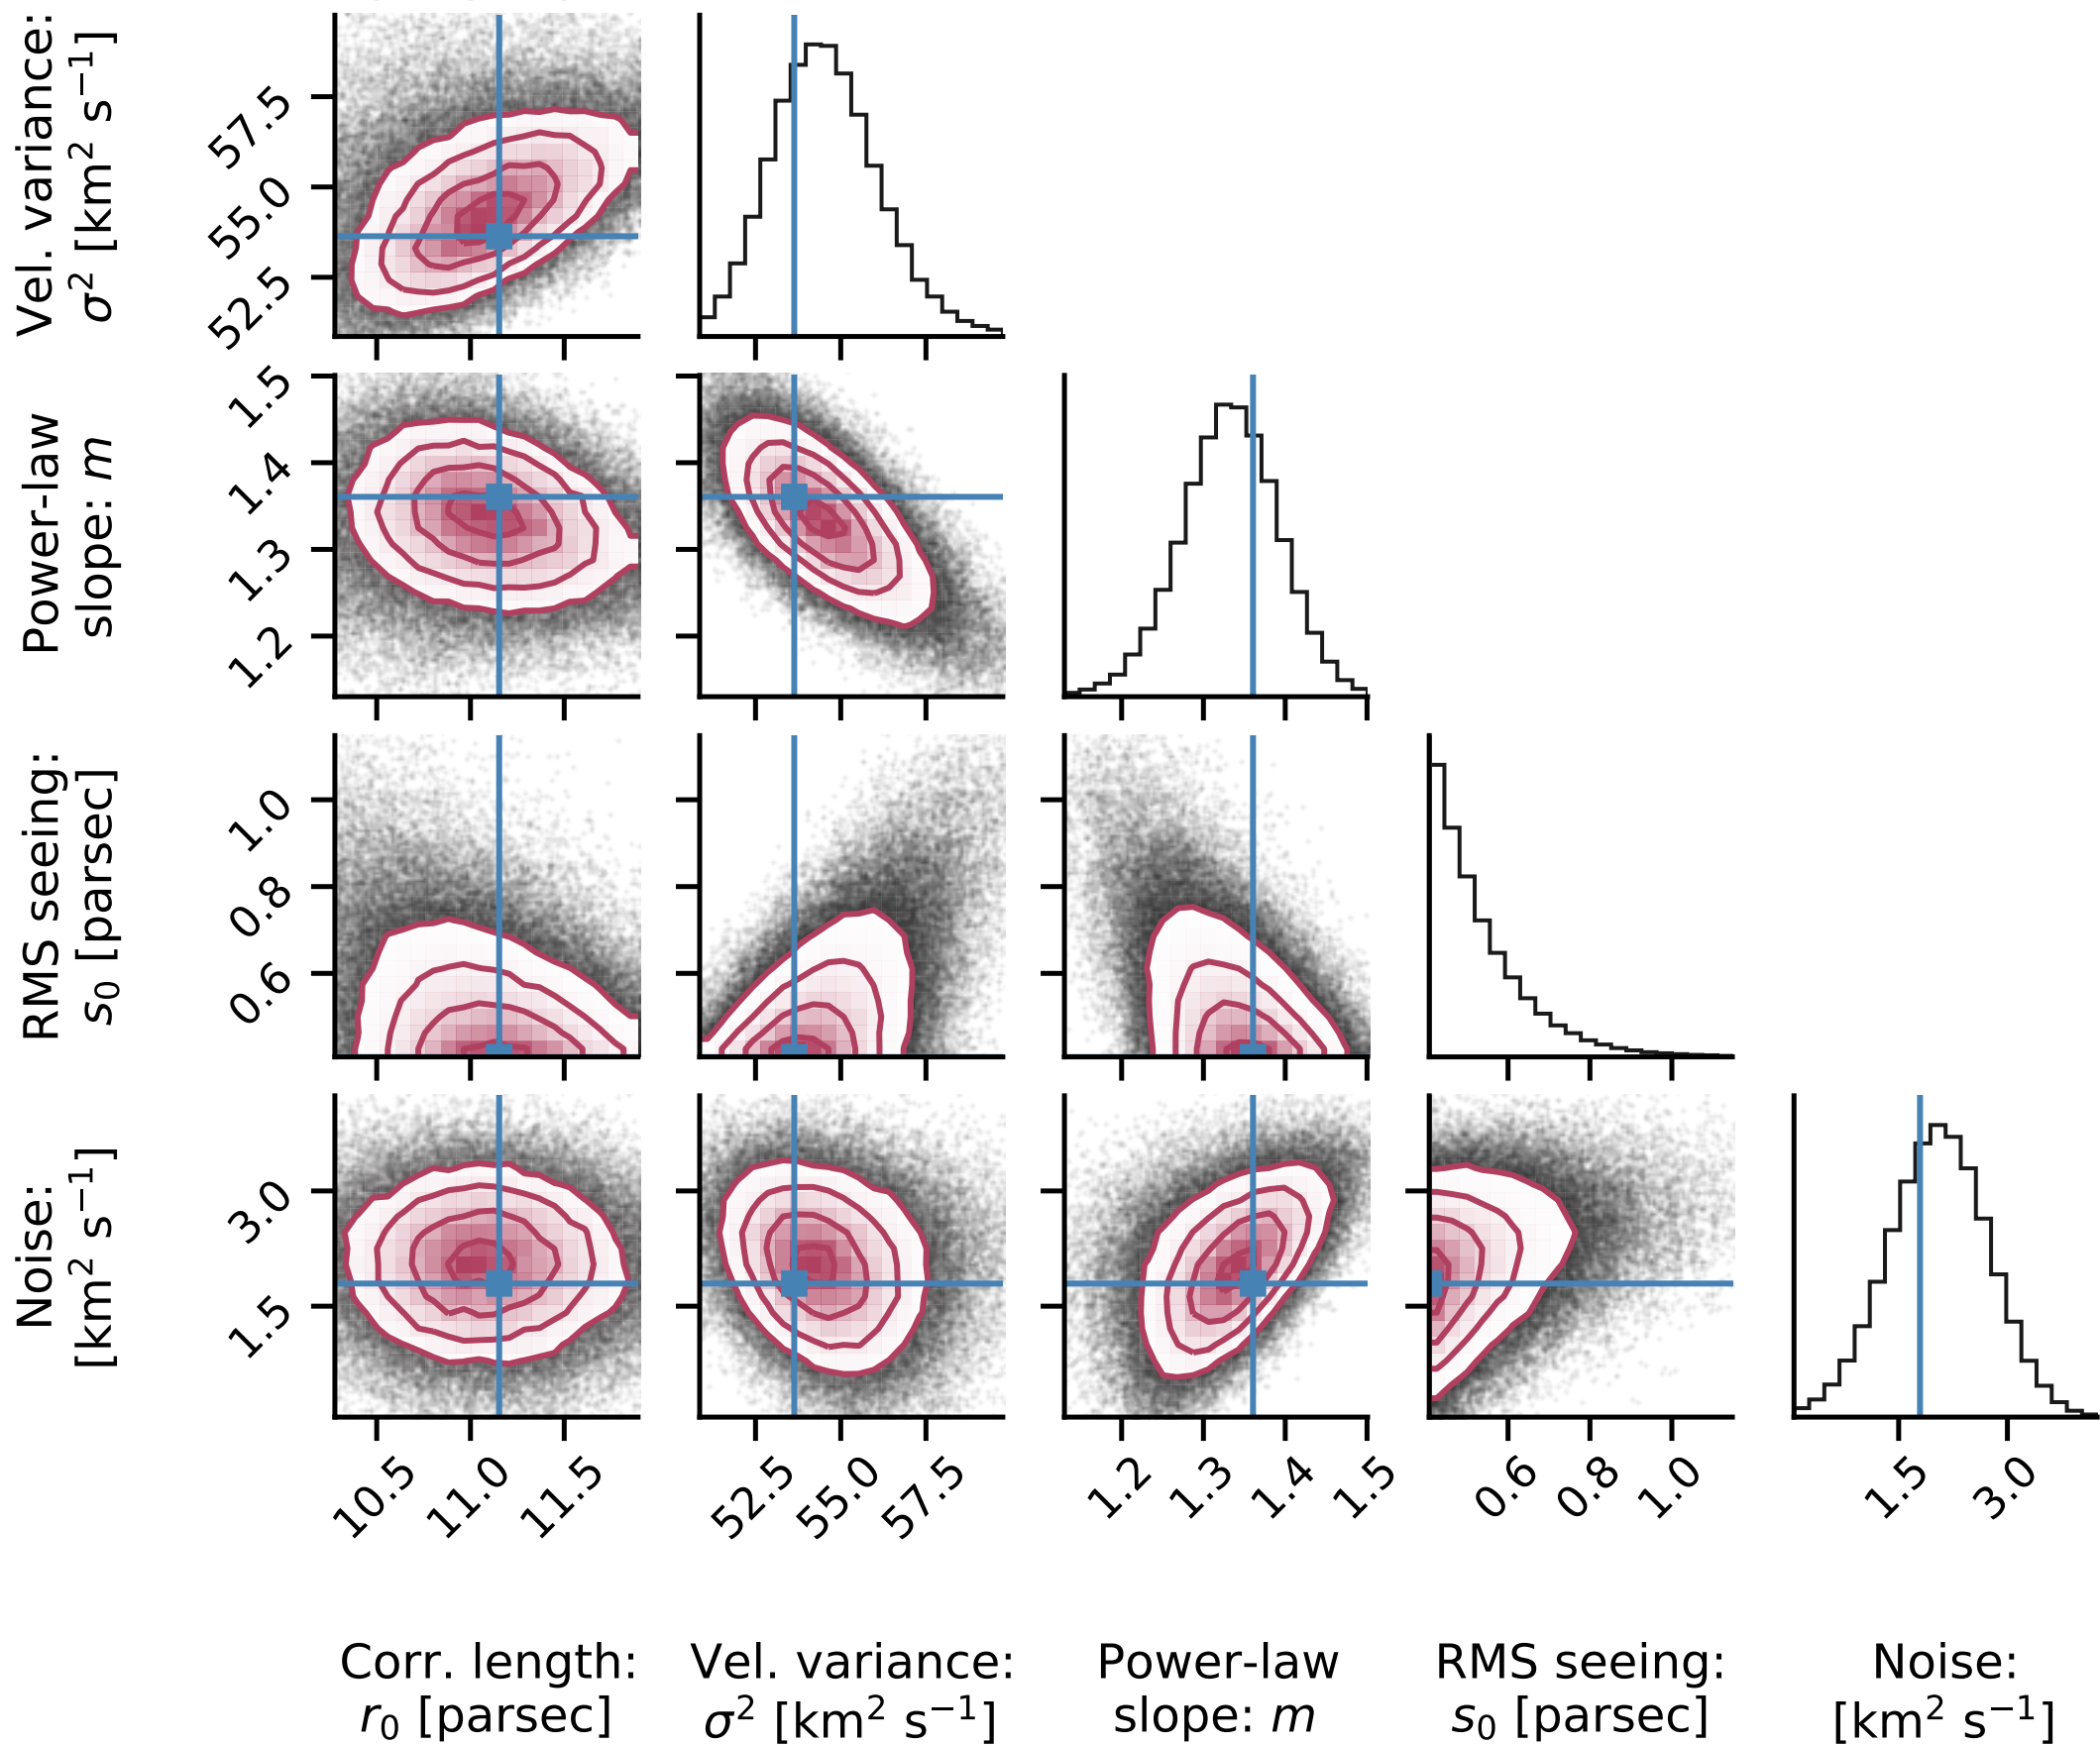 Vel. variance:
σ² [km² s⁻¹]
57.5
55.0
52.5
Power-law
slope: m
1.5
1.4
1.3
1.2
RMS seeing:
s₀ [parsec]
1.0
0.8
0.6
Noise:
[km² s⁻¹]
3.0
1.5
10.5 11.0 11.5 52.5 55.0 57.5 1.2 1.3 1.4 1.5 0.6 0.8 1.0 1.5 3.0
Corr. length:
r₀ [parsec]
Vel. variance:
σ² [km² s⁻¹]
Power-law
slope: m
RMS seeing:
s₀ [parsec]
Noise:
[km² s⁻¹]